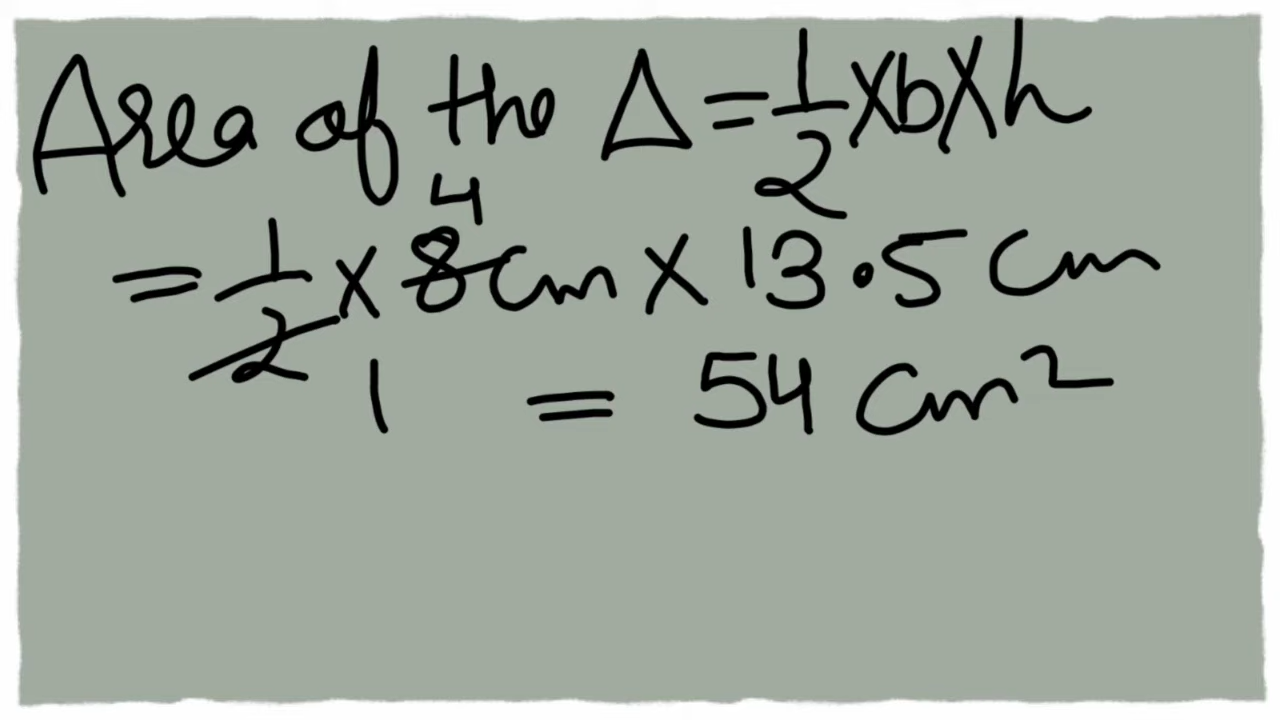 Area of the Δ = 1/2 × b × h
4
= 1/2 × 8 cm × 13.5 cm
1 = 54 cm²